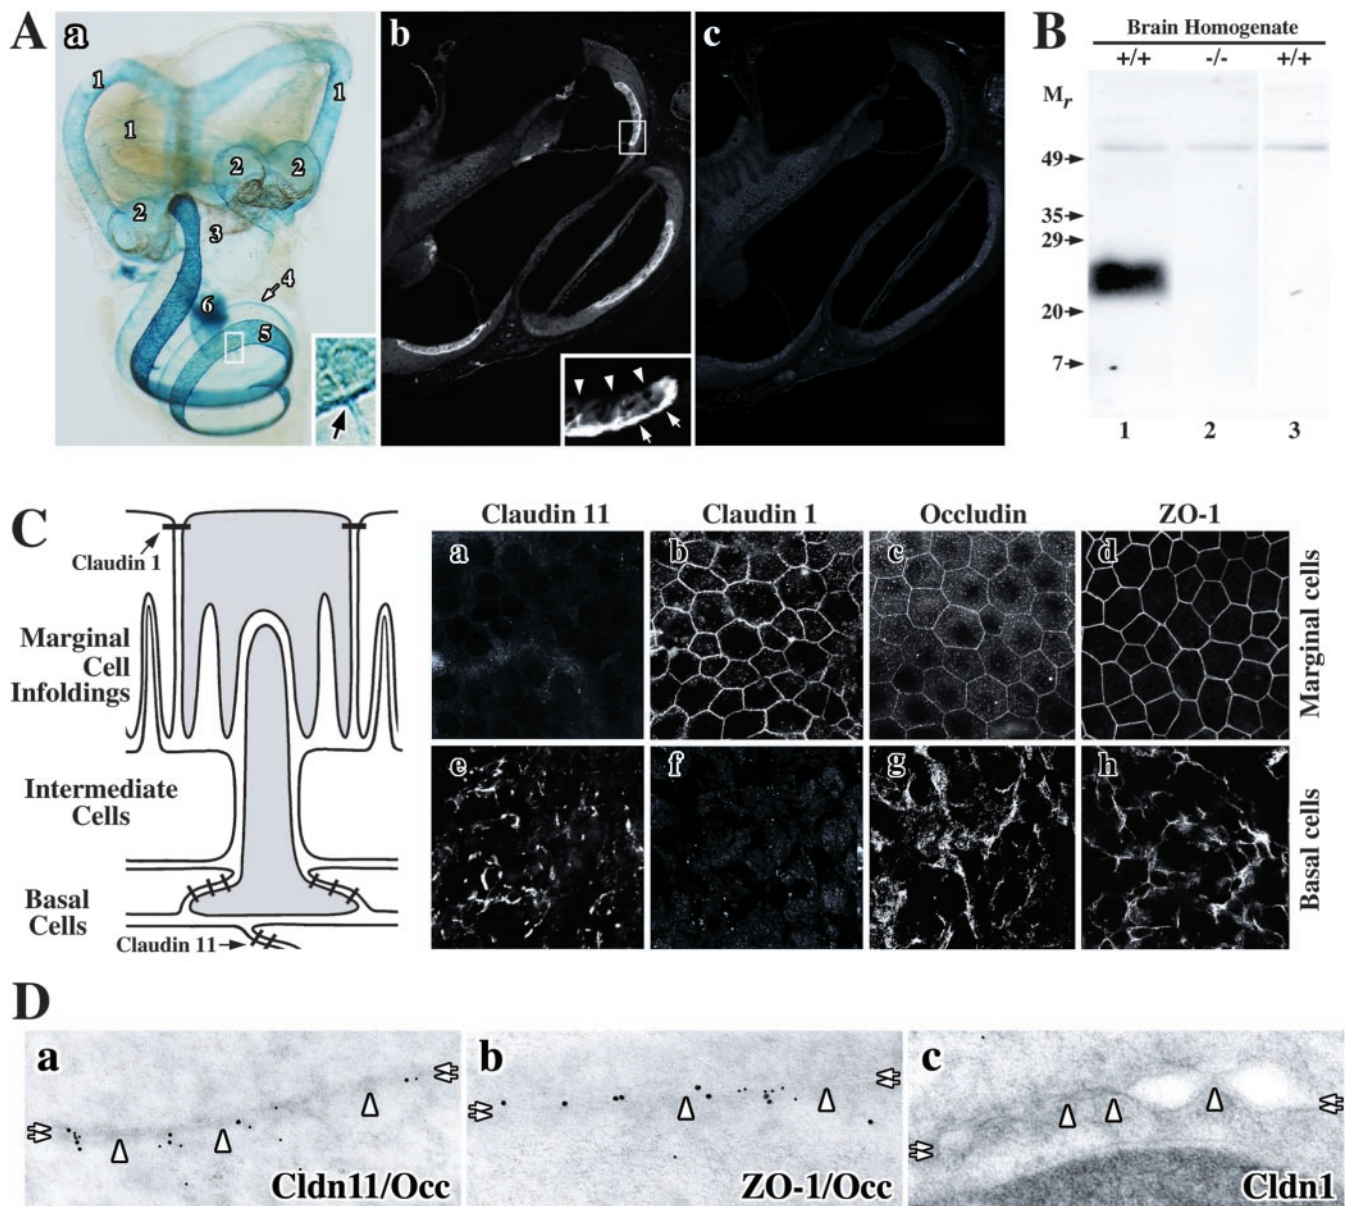 A
a
1
1
1
2
2
2
3
4
5
6
b
c
B
Brain Homogenate
+/+ -/- +/+
Mr
49
35
29
20
7
1 2 3
C
Claudin 1
Marginal
Cell
Infoldings
Intermediate
Cells
Basal
Cells
Claudin 11
Claudin 11 Claudin 1 Occludin ZO-1
a b c d
Marginal cells
e f g h
Basal cells
D
a
Cldn11/Occ
b
ZO-1/Occ
c
Cldn1